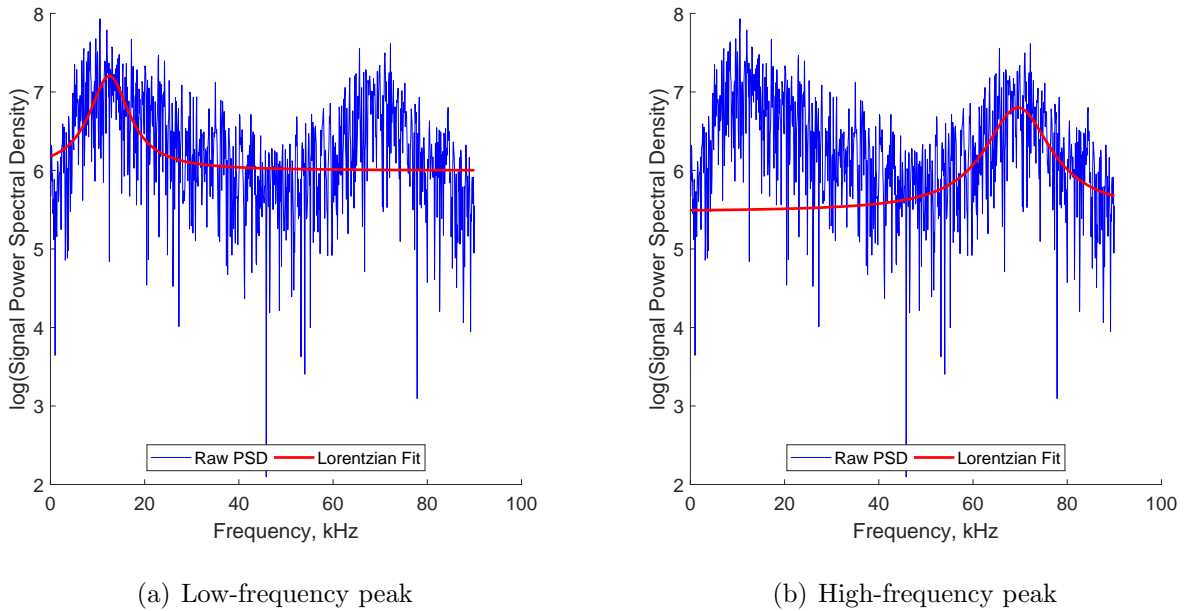 8
7
6
5
4
3
2
log(Signal Power Spectral Density)
Raw PSD Lorentzian Fit
0 20 40 60 80 100
Frequency, kHz
(a) Low-frequency peak
8
7
6
5
4
3
2
log(Signal Power Spectral Density)
Raw PSD Lorentzian Fit
0 20 40 60 80 100
Frequency, kHz
(b) High-frequency peak